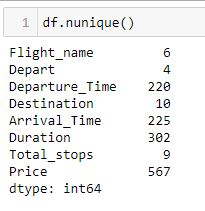 1 df.nunique()
Flight_name 6
Depart 4
Departure_Time 220
Destination 10
Arrival_Time 225
Duration 302
Total_stops 9
Price 567
dtype: int64